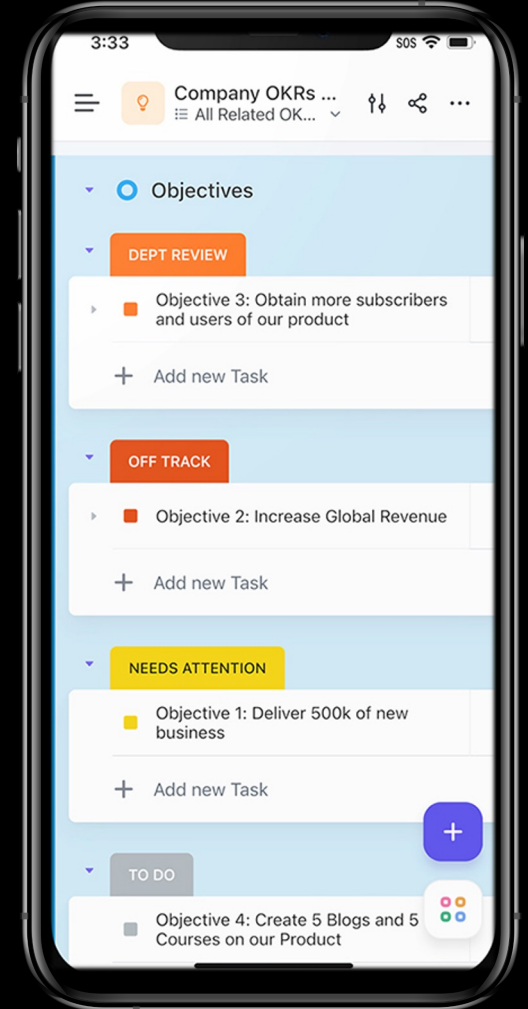 3:33
SOS
Company OKRs ...
All Related OK...
Objectives
DEPT REVIEW
Objective 3: Obtain more subscribers
and users of our product
Add new Task
OFF TRACK
Objective 2: Increase Global Revenue
Add new Task
NEEDS ATTENTION
Objective 1: Deliver 500k of new
business
Add new Task
TO DO
Objective 4: Create 5 Blogs and 5
Courses on our Product